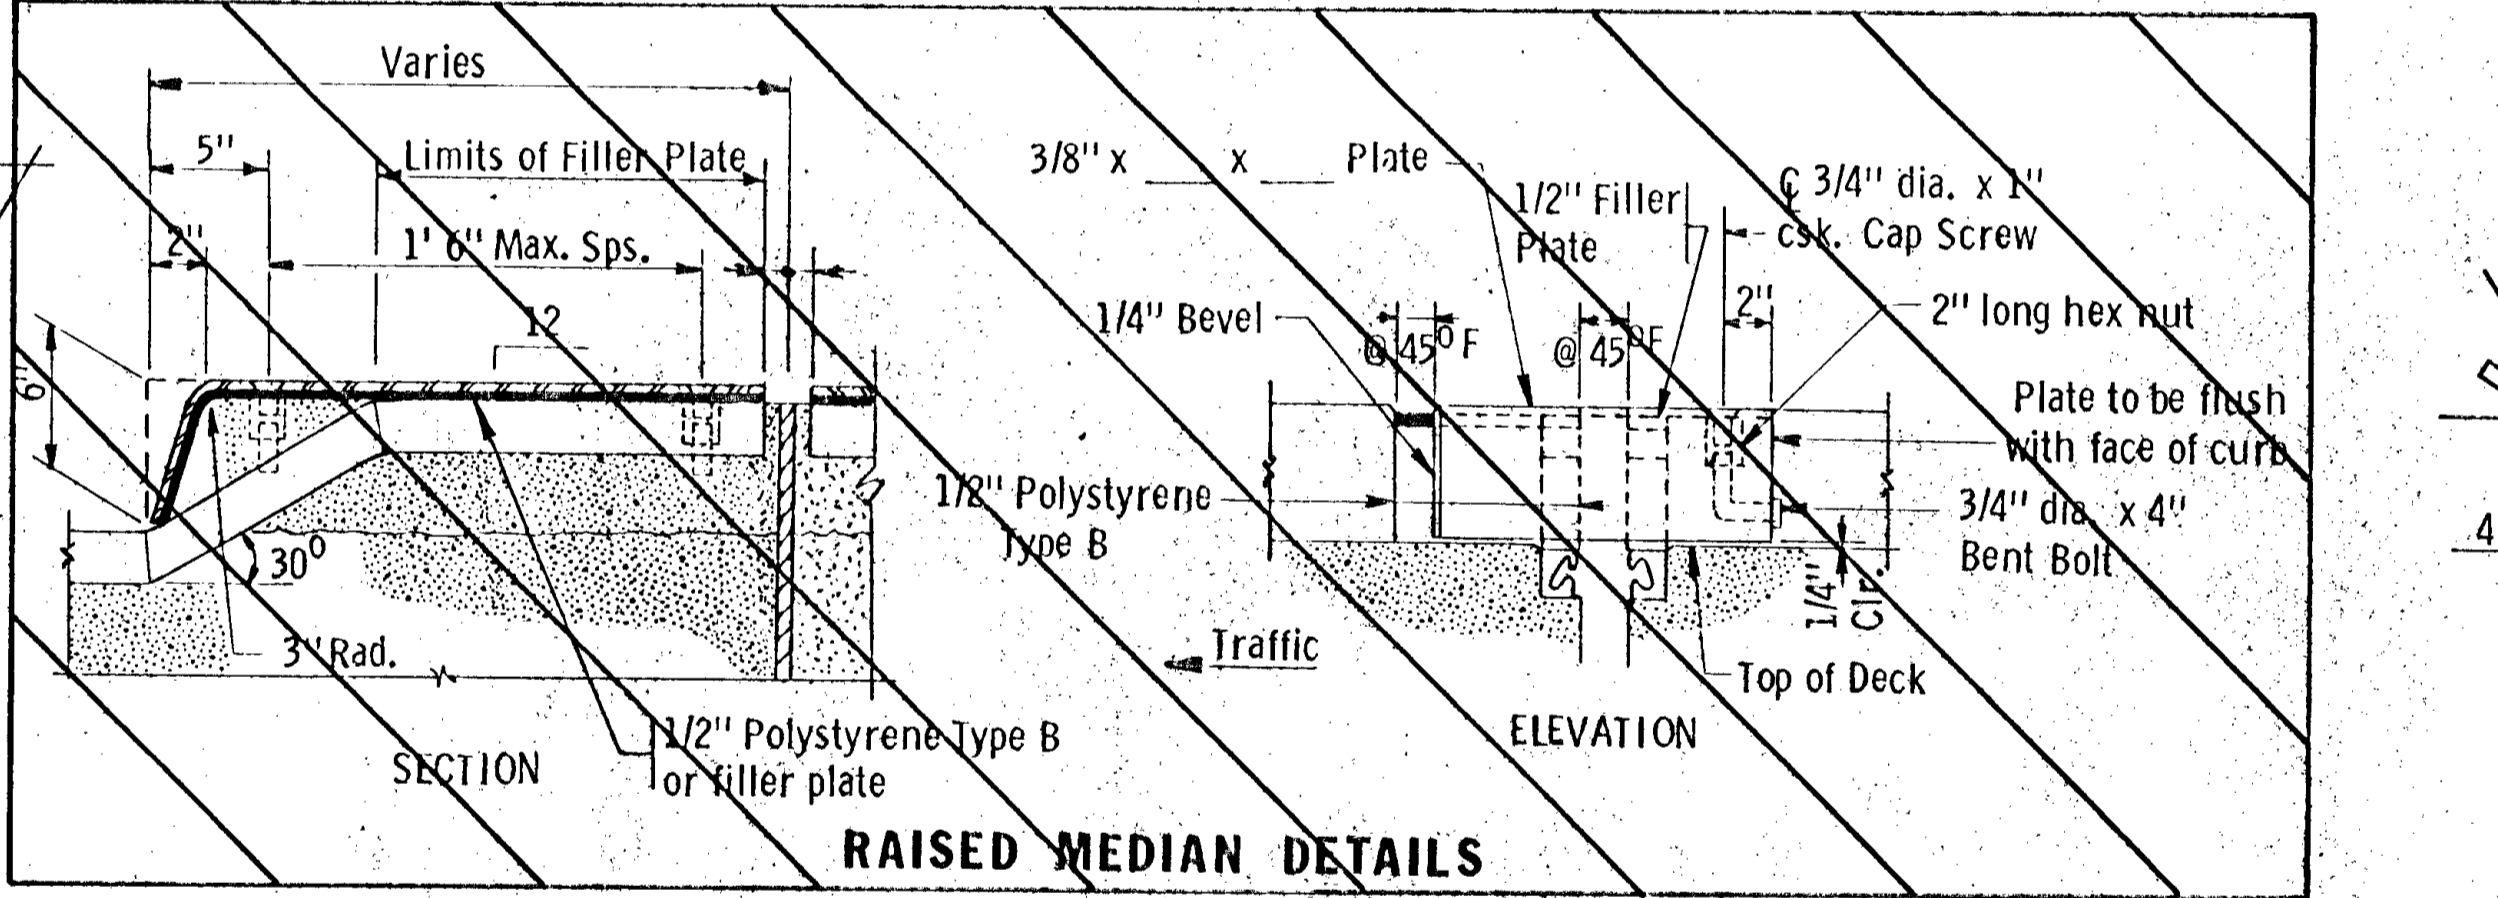 Varies
5"
Limits of Filler Plate
2"
1' 6" Max. Sps.
12
6"
30°
3" Rad.
1/2" Polystyrene Type B
or filler plate
SECTION
3/8" x ____ x ____ Plate
1/2" Filler
Plate
℄ 3/4" dia. x 1"
csk. Cap Screw
2"
2" long hex nut
1/4" Bevel
@ 45° F
@ 45° F
Plate to be flush
with face of curb
1/2" Polystyrene
Type B
3/4" dia. x 4"
Bent Bolt
1/4"
Clr.
Traffic
Top of Deck
ELEVATION
RAISED MEDIAN DETAILS
4